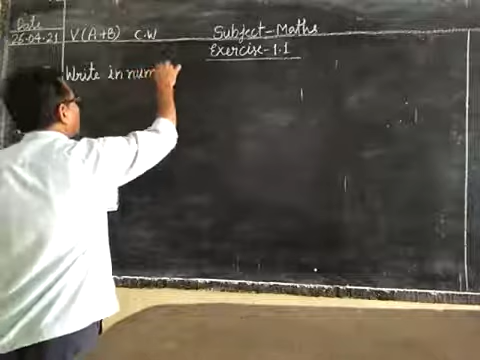 Date
26.04.21 V(A+B) C.W Subject-Maths
Exercise-1.1
Write in num